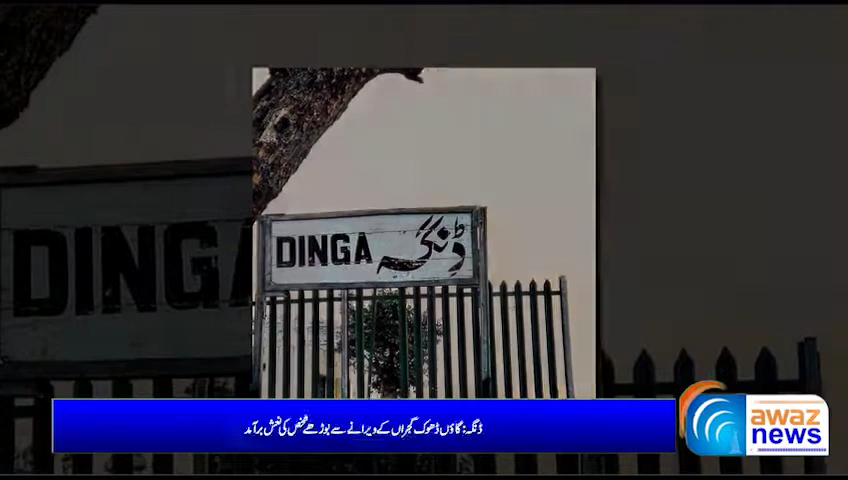 DINGA ڈنگہ
DINGA
ڈنگہ: گاؤں ڈھوک گجراں کے ویرانے سے بوڑھے شخص کی نعش برآمد
awaz
news